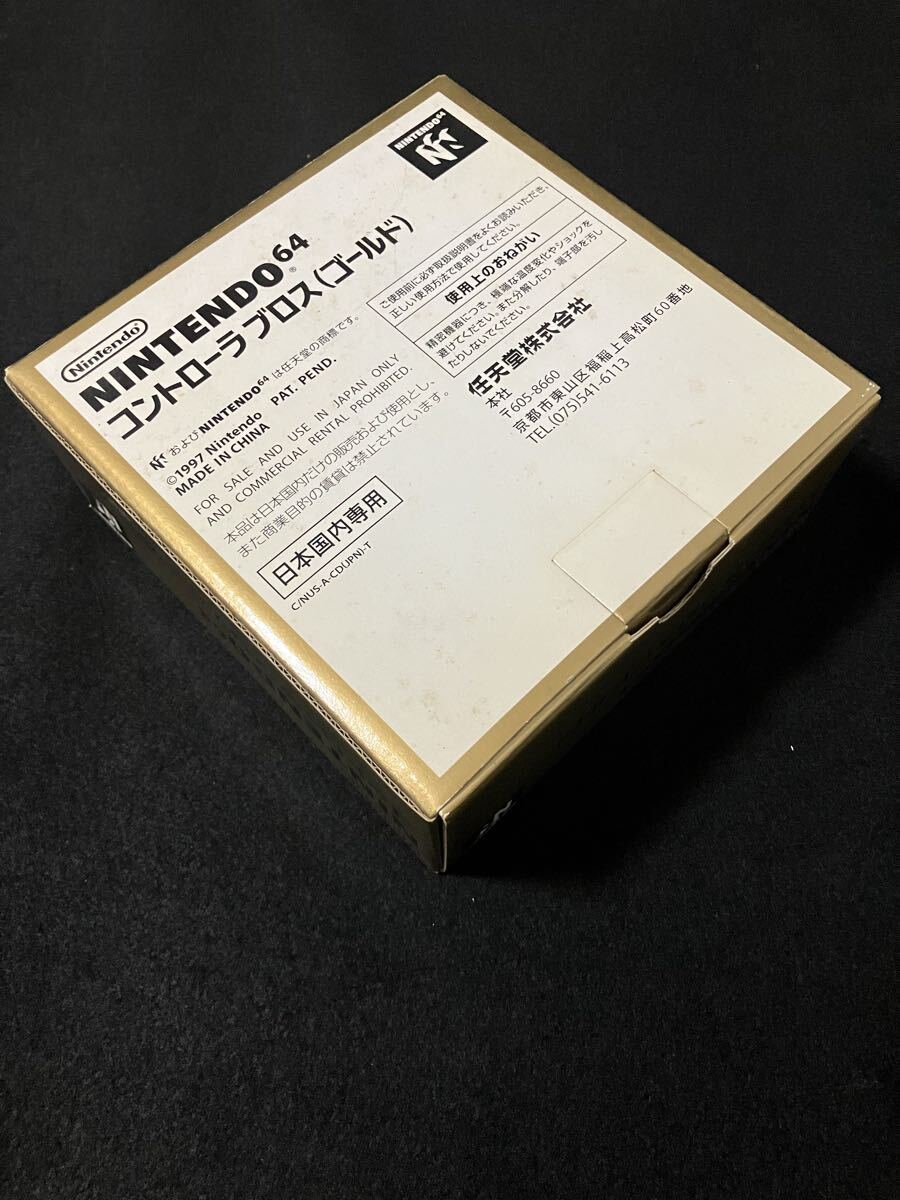 Nintendo
NINTENDO64
®
コントローラ ブロス(ゴールド)
および NINTENDO64 は任天堂の商標です。
©1997 Nintendo PAT. PEND.
MADE IN CHINA
FOR SALE AND USE IN JAPAN ONLY
AND COMMERCIAL RENTAL PROHIBITED.
本品は日本国内だけの販売および使用とし、
また商業目的の賃貸は禁止されています。
日本国内専用
C/NUS-A-CD(JPN)-T
NINTENDO64
ご使用前に必ず取扱説明書をよくお読みいただき、
正しい使用方法で使用してください。
使用上のおねがい
精密機器につき、極端な温度変化やショックを
避けてください。また分解したり、端子部を汚し
たりしないでください。
任天堂株式会社
本社
〒605-8660
京都市東山区福稲上高松町60番地
TEL.(075)541-6113